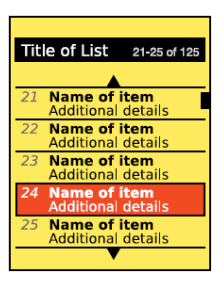 Title of List 21-25 of 125
21 Name of item
Additional details
22 Name of item
Additional details
23 Name of item
Additional details
24 Name of item
Additional details
25 Name of item
Additional details